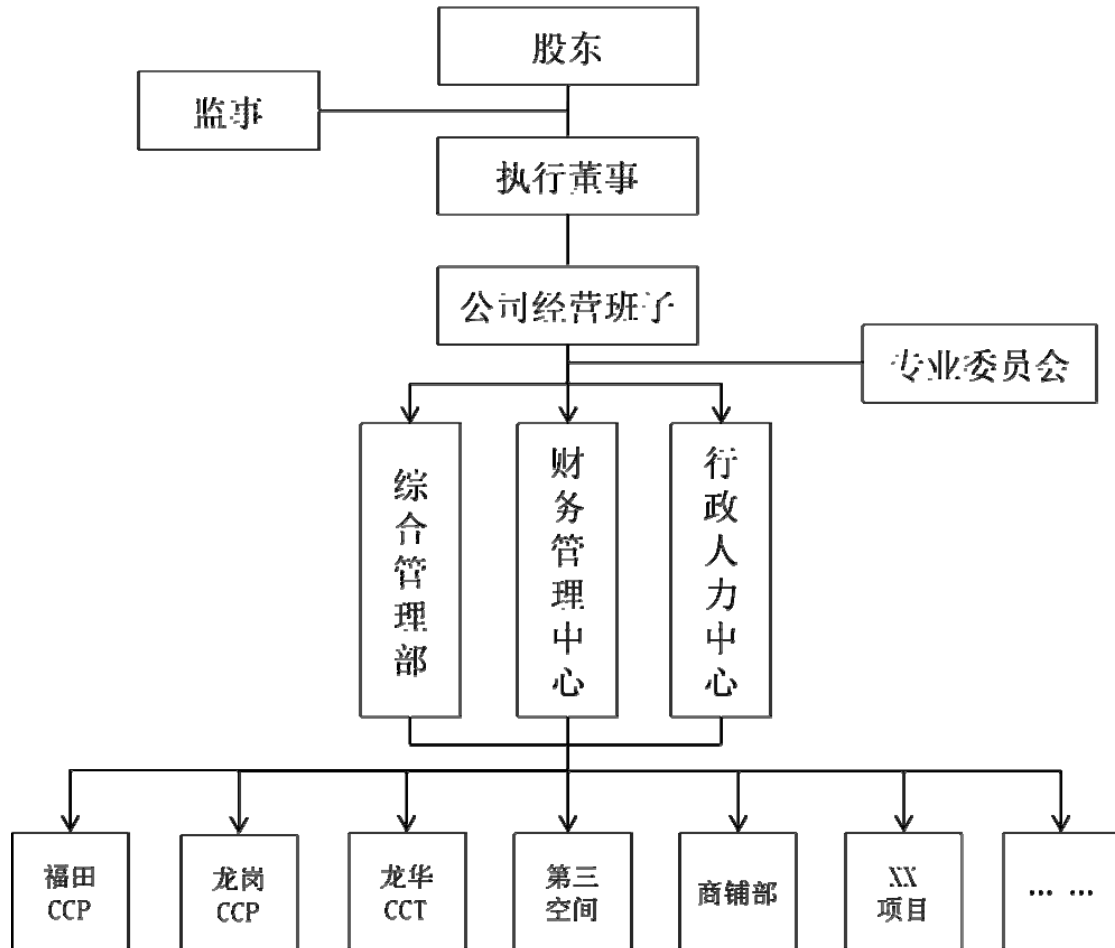 股东
监事
执行董事
公司经营班子
专业委员会
综合管理部
财务管理中心
行政人力中心
福田
CCP
龙岗
CCP
龙华
CCT
第三
空间
商铺部
XX
项目
… …